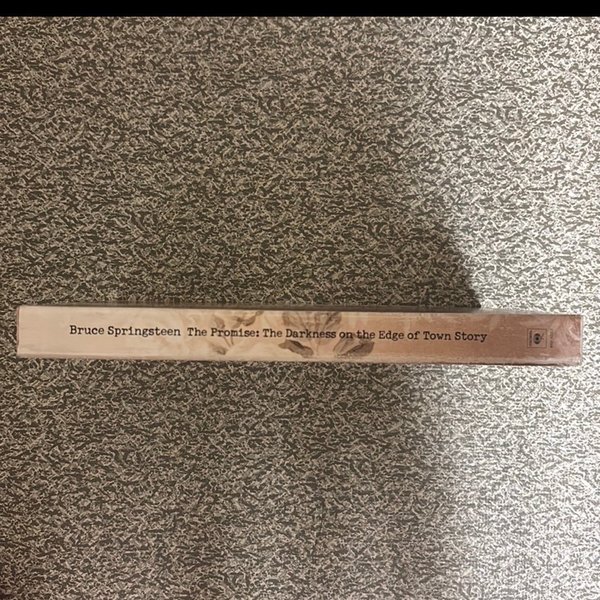 Bruce Springsteen The Promise: The Darkness on the Edge of Town Story